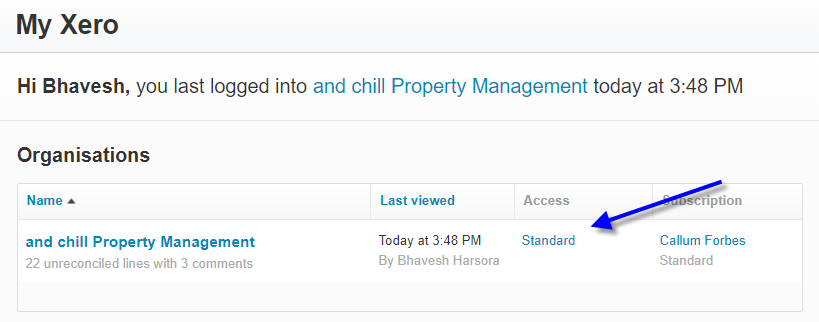 My Xero
Hi Bhavesh, you last logged into and chill Property Management today at 3:48 PM
Organisations
Name Last viewed Access Subscription
and chill Property Management Today at 3:48 PM Standard Callum Forbes
22 unreconciled lines with 3 comments By Bhavesh Harsora Standard